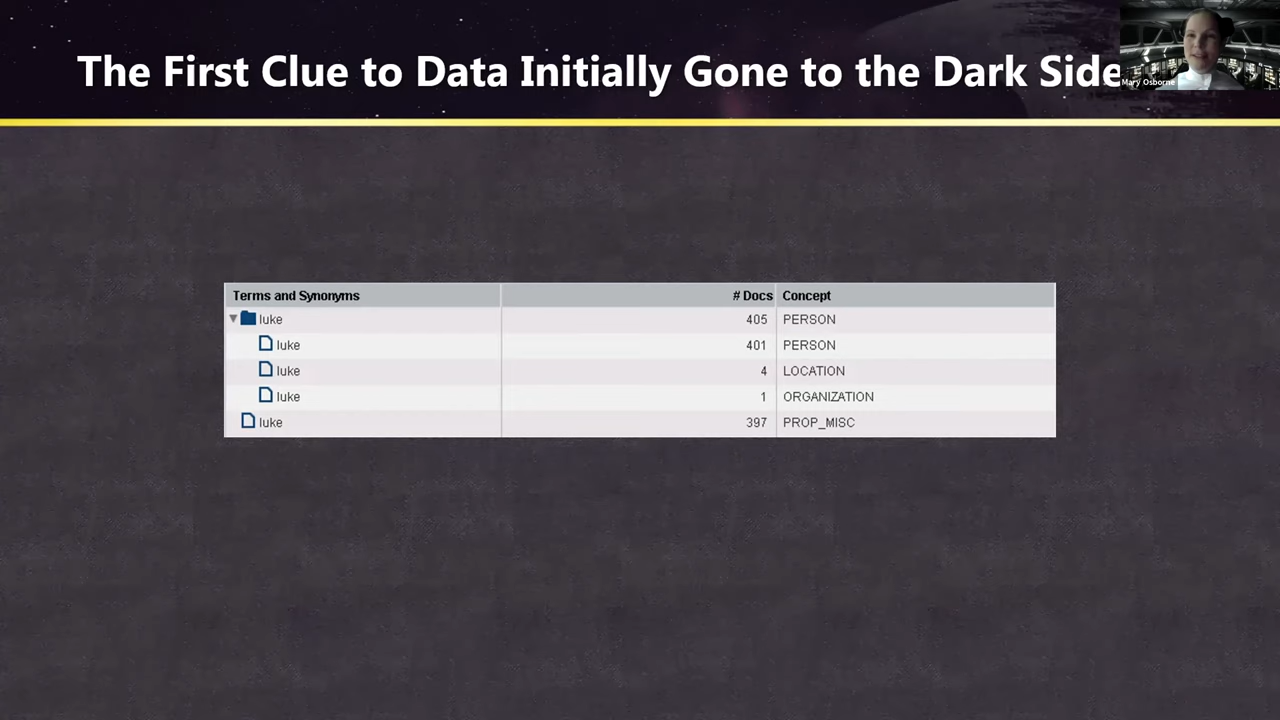 The First Clue to Data Initially Gone to the Dark Side
Mary Osborne
Terms and Synonyms # Docs Concept
luke 405 PERSON
luke 401 PERSON
luke 4 LOCATION
luke 1 ORGANIZATION
luke 397 PROP_MISC